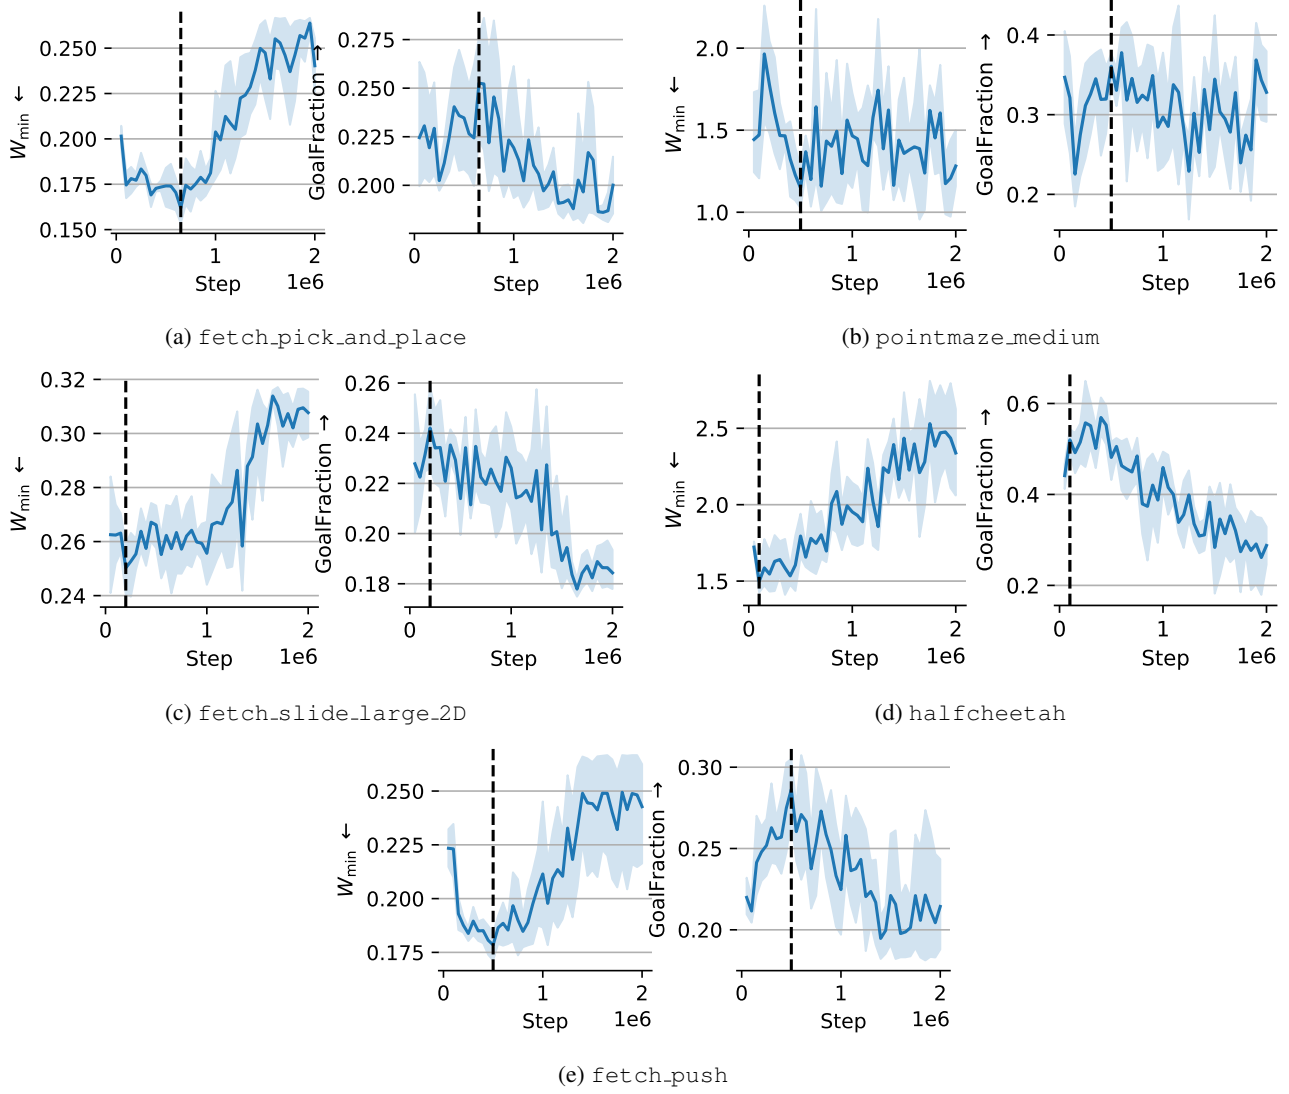 W_min ←
0.250
0.225
0.200
0.175
0.150
0 1 2
Step 1e6
GoalFraction →
0.275
0.250
0.225
0.200
0 1 2
Step 1e6
(a) fetch_pick_and_place
W_min ←
2.0
1.5
1.0
0 1 2
Step 1e6
GoalFraction →
0.4
0.3
0.2
0 1 2
Step 1e6
(b) pointmaze_medium
W_min ←
0.32
0.30
0.28
0.26
0.24
0 1 2
Step 1e6
GoalFraction →
0.26
0.24
0.22
0.20
0.18
0 1 2
Step 1e6
(c) fetch_slide_large_2D
W_min ←
2.5
2.0
1.5
0 1 2
Step 1e6
GoalFraction →
0.6
0.4
0.2
0 1 2
Step 1e6
(d) halfcheetah
W_min ←
0.250
0.225
0.200
0.175
0 1 2
Step 1e6
GoalFraction →
0.30
0.25
0.20
0 1 2
Step 1e6
(e) fetch_push